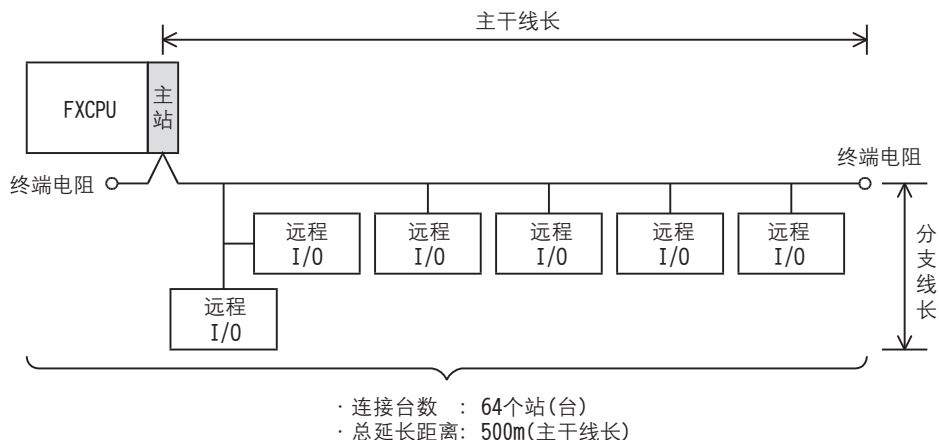 主干线长
FXCPU
主站
终端电阻
终端电阻
远程
I/O
远程
I/O
远程
I/O
远程
I/O
远程
I/O
远程
I/O
分支线长
·连接台数 : 64个站(台)
·总延长距离: 500m(主干线长)